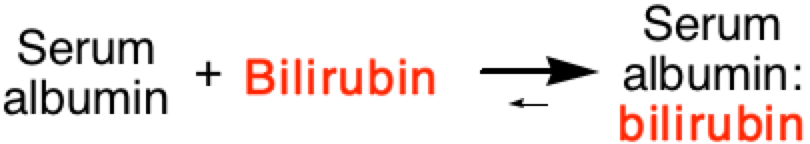 Serum
albumin
+ Bilirubin
Serum
albumin:
bilirubin